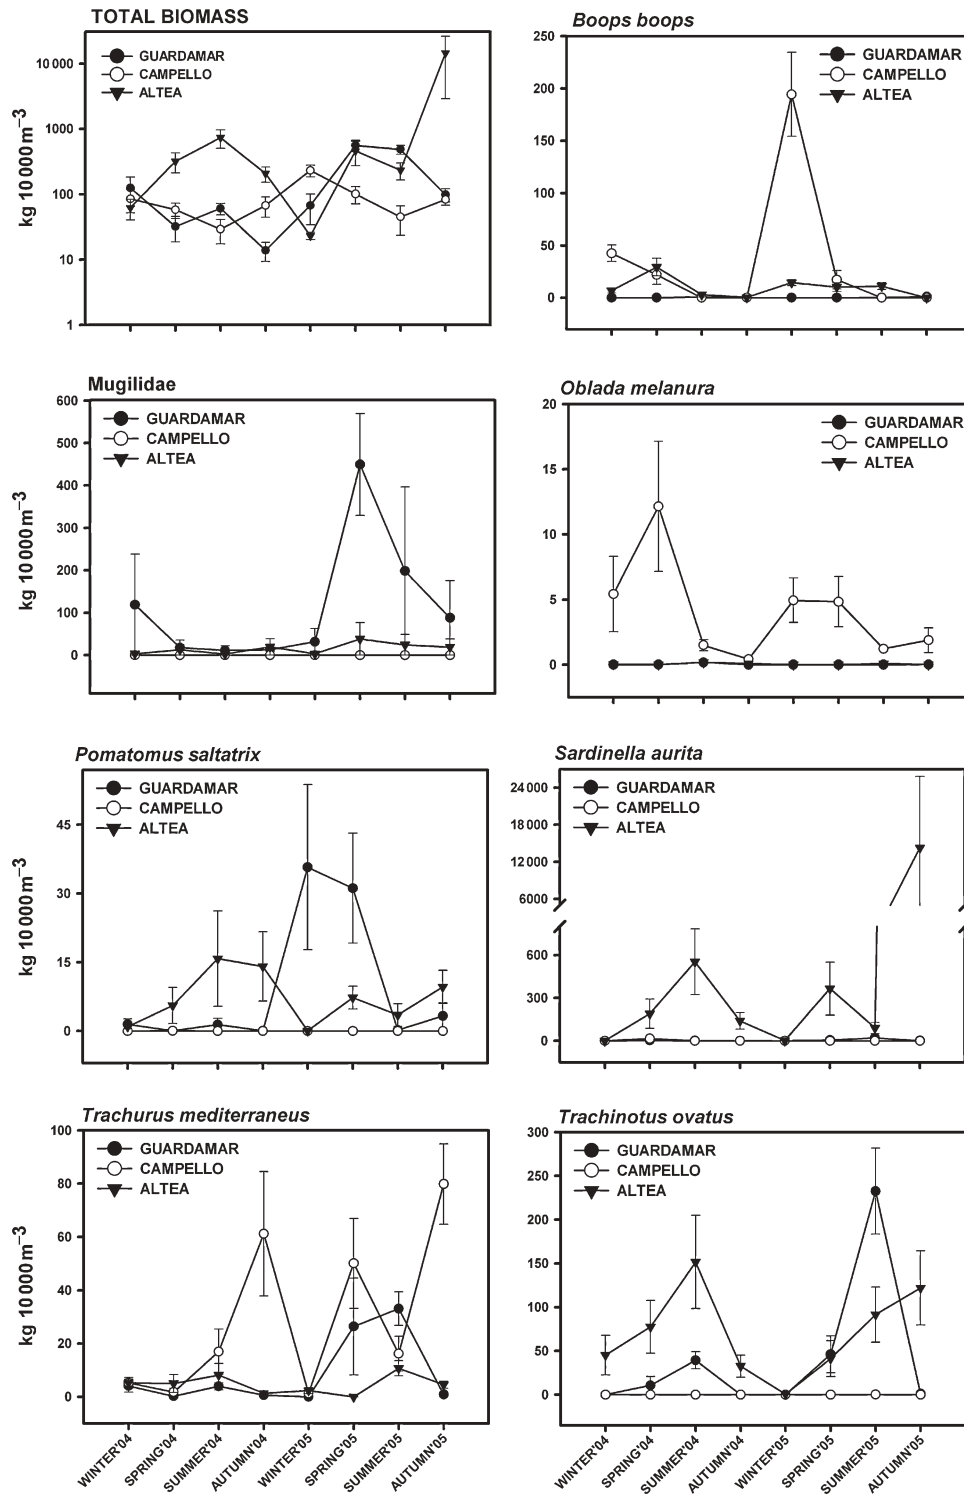 TOTAL BIOMASS
kg 10 000 m−3
10 000
1000
100
10
1
GUARDAMAR
CAMPELLO
ALTEA
Boops boops
250
200
150
100
50
0
GUARDAMAR
CAMPELLO
ALTEA
Mugilidae
kg 10 000 m−3
600
500
400
300
200
100
0
GUARDAMAR
CAMPELLO
ALTEA
Oblada melanura
20
15
10
5
0
GUARDAMAR
CAMPELLO
ALTEA
Pomatomus saltatrix
kg 10 000 m−3
45
30
15
0
GUARDAMAR
CAMPELLO
ALTEA
Sardinella aurita
24 000
18 000
12 000
6000
600
300
0
GUARDAMAR
CAMPELLO
ALTEA
Trachurus mediterraneus
kg 10 000 m−3
100
80
60
40
20
0
GUARDAMAR
CAMPELLO
ALTEA
WINTER'04
SPRING'04
SUMMER'04
AUTUMN'04
WINTER'05
SPRING'05
SUMMER'05
AUTUMN'05
Trachinotus ovatus
300
250
200
150
100
50
0
GUARDAMAR
CAMPELLO
ALTEA
WINTER'04
SPRING'04
SUMMER'04
AUTUMN'04
WINTER'05
SPRING'05
SUMMER'05
AUTUMN'05